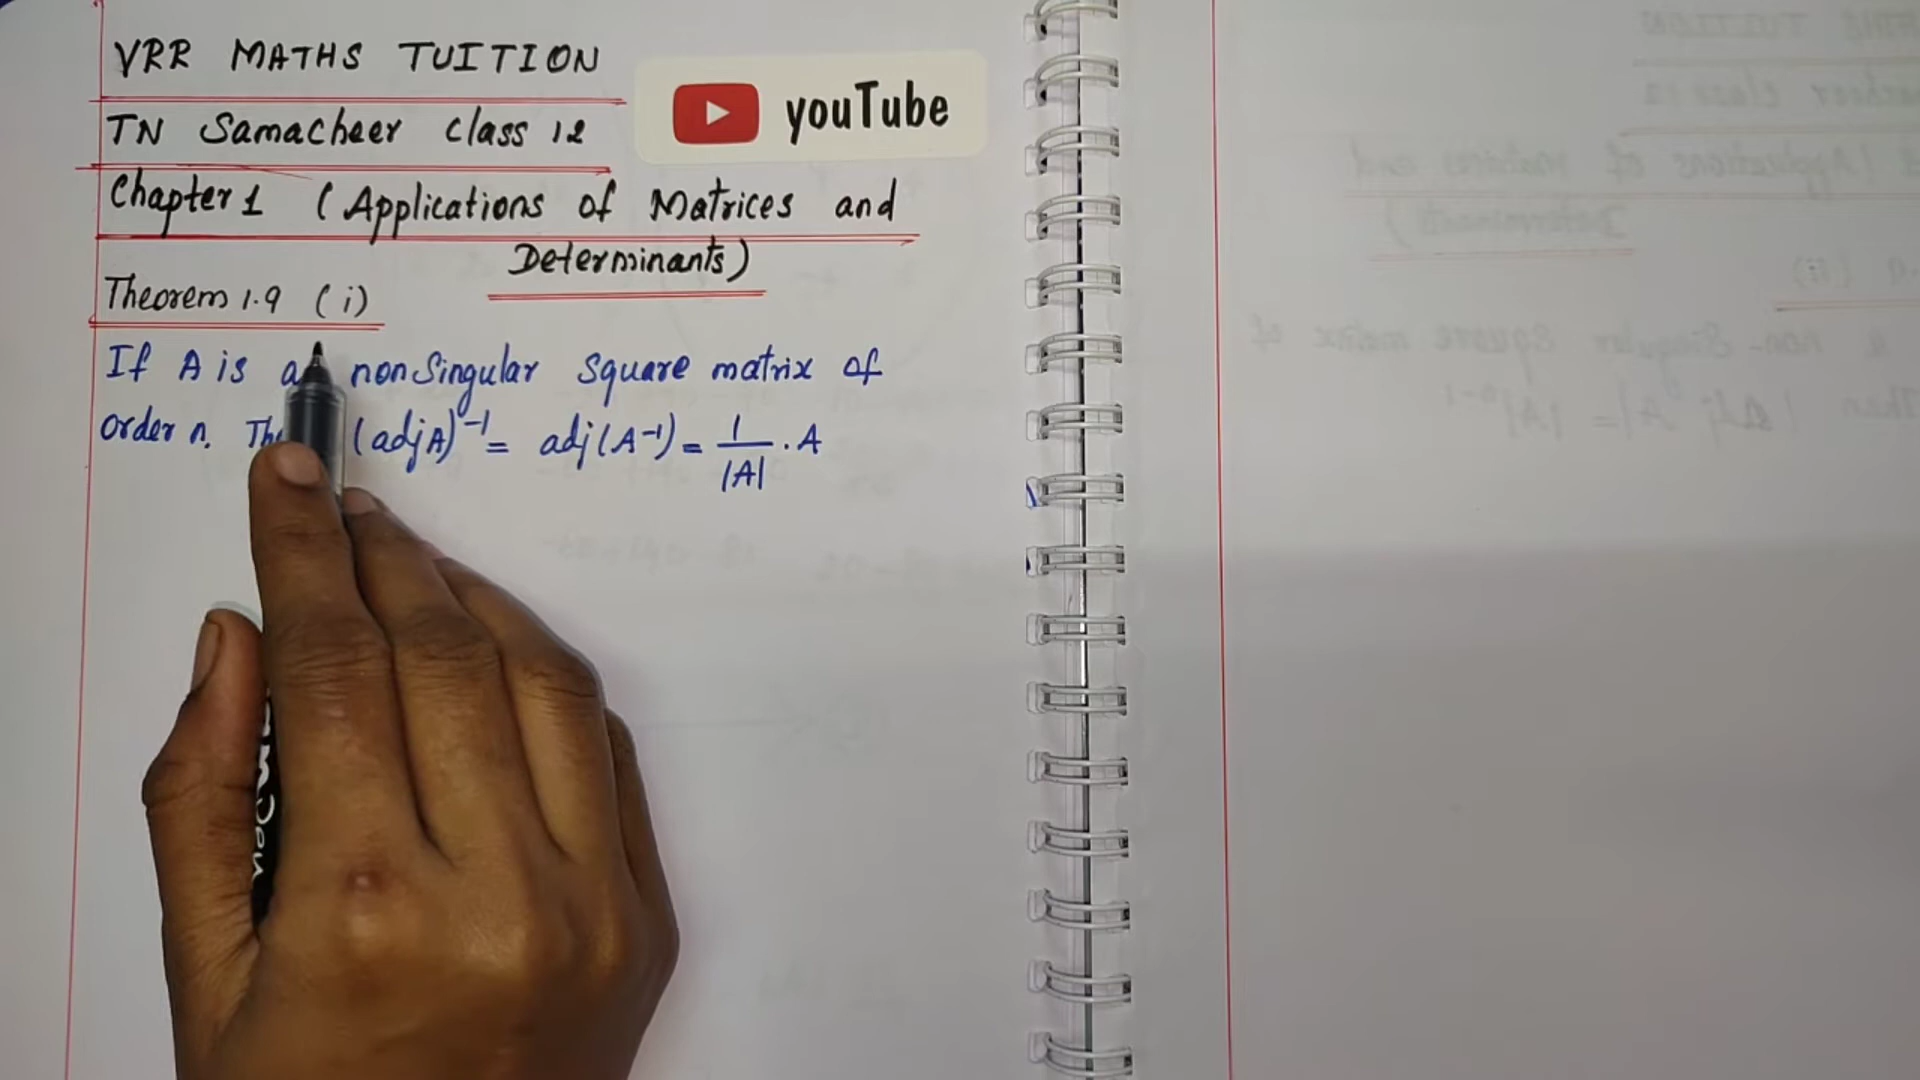 VRR MATHS TUITION
youTube
TN Samacheer class 12
Chapter 1 (Applications of Matrices and
Determinants)
Theorem 1.9 (i)
If A is a non Singular square matrix of
order n. (adj A)⁻¹ = adj(A⁻¹) = 1/|A| . A